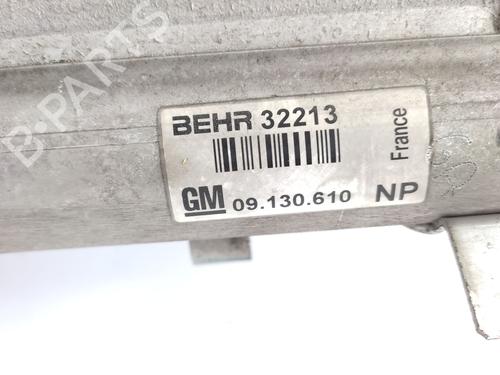 B-PARTS
BEHR 32213
GM 09.130.610 NP
France